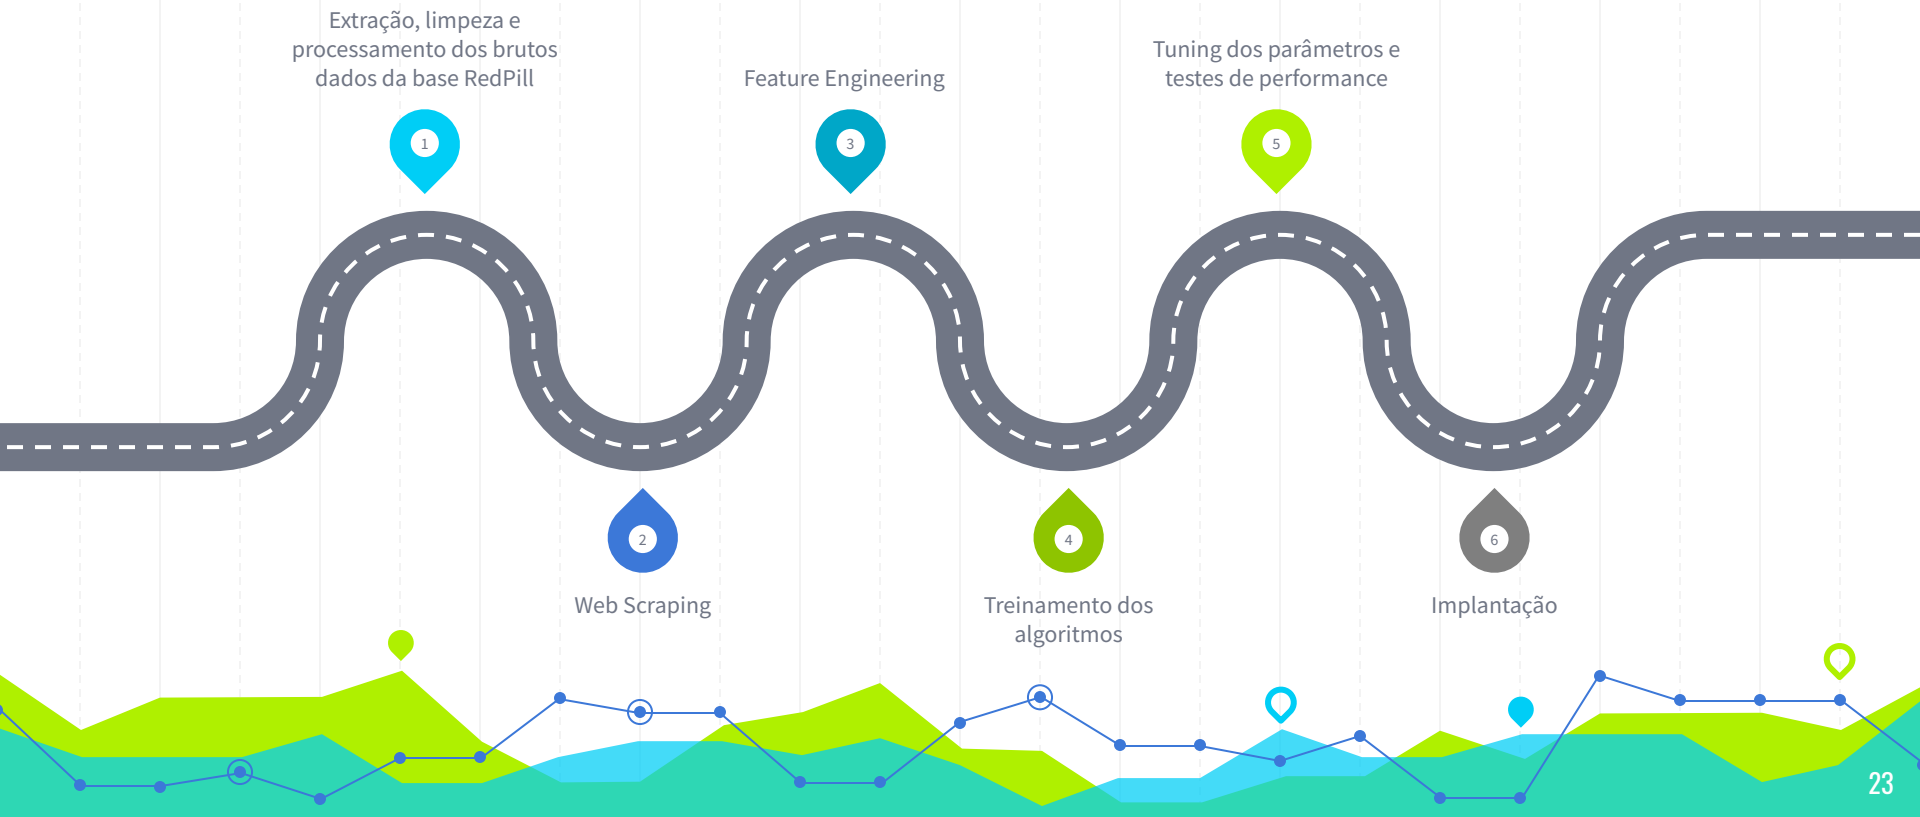 Extração, limpeza e
processamento dos brutos
dados da base RedPill
1
Feature Engineering
3
Tuning dos parâmetros e
testes de performance
5
2
Web Scraping
4
Treinamento dos
algoritmos
6
Implantação
23